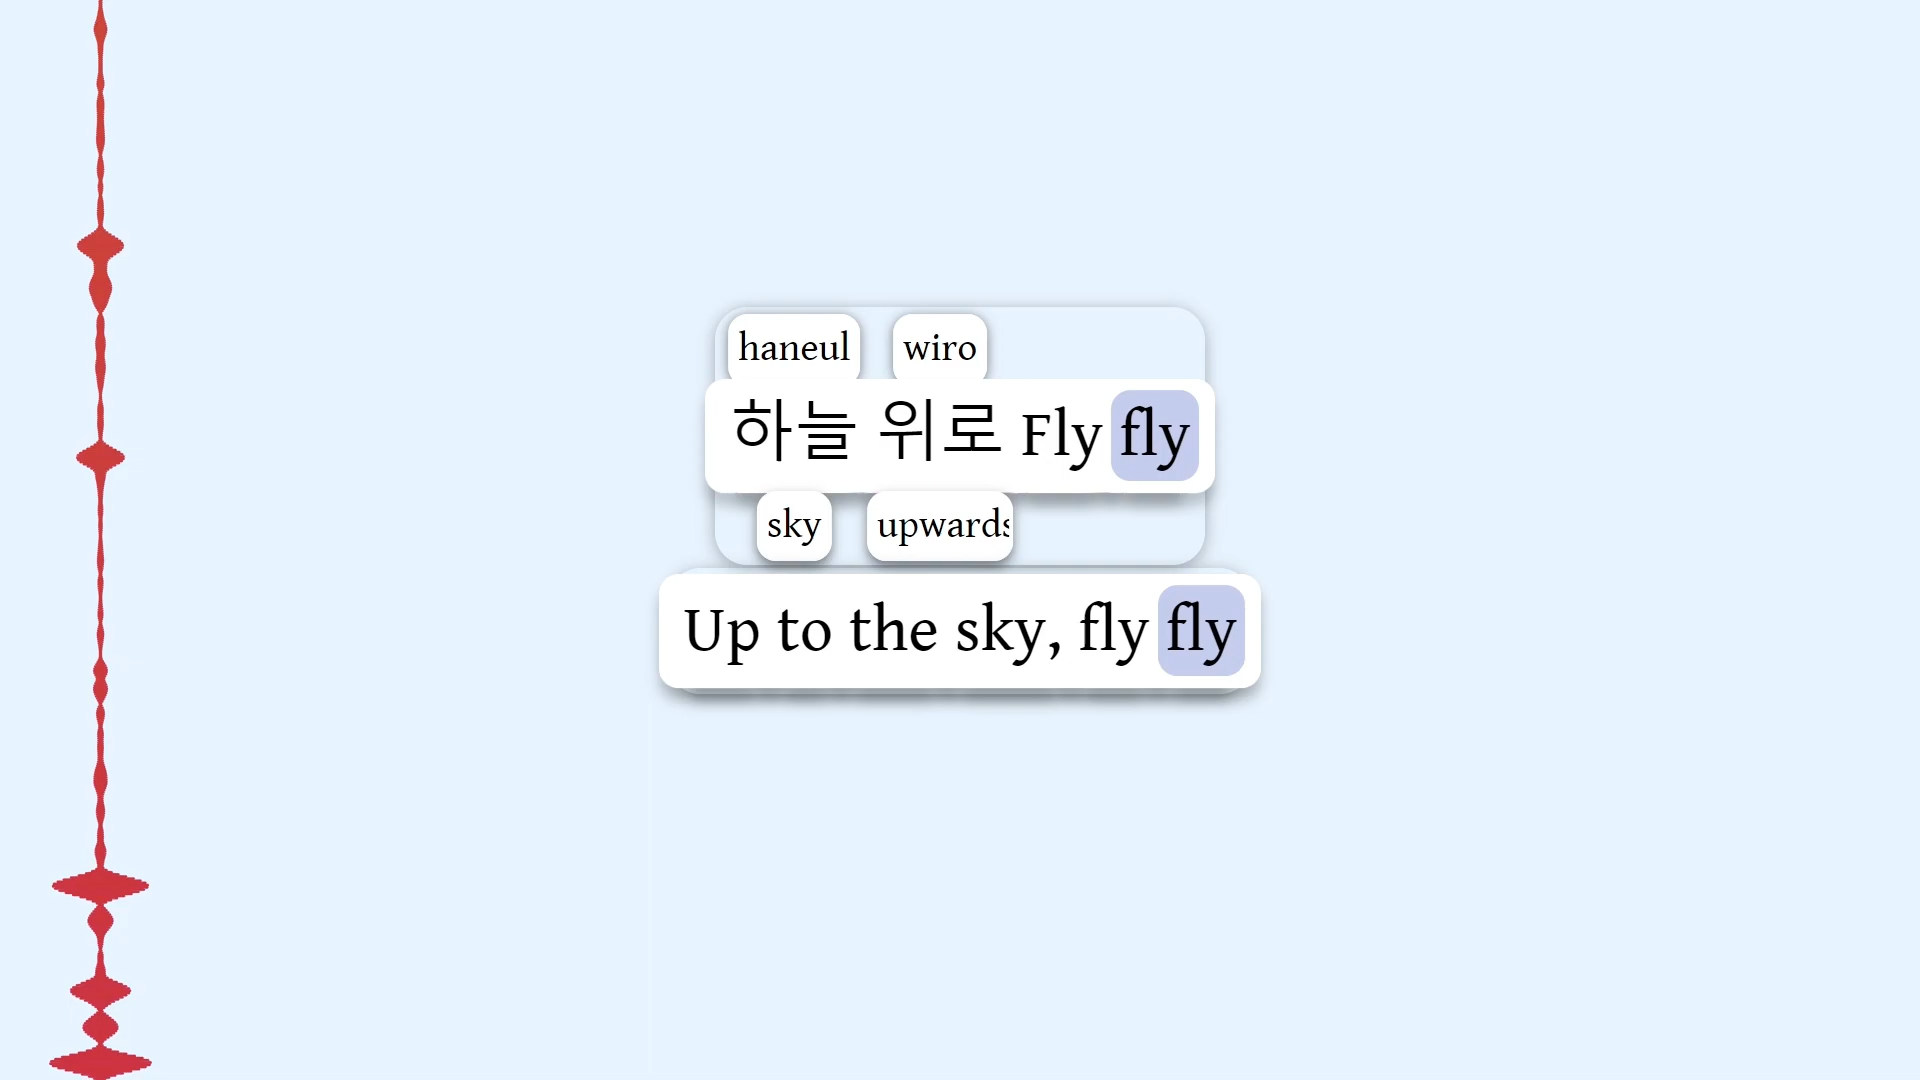 haneul wiro
하늘 위로 Fly fly
sky upwards
Up to the sky, fly fly